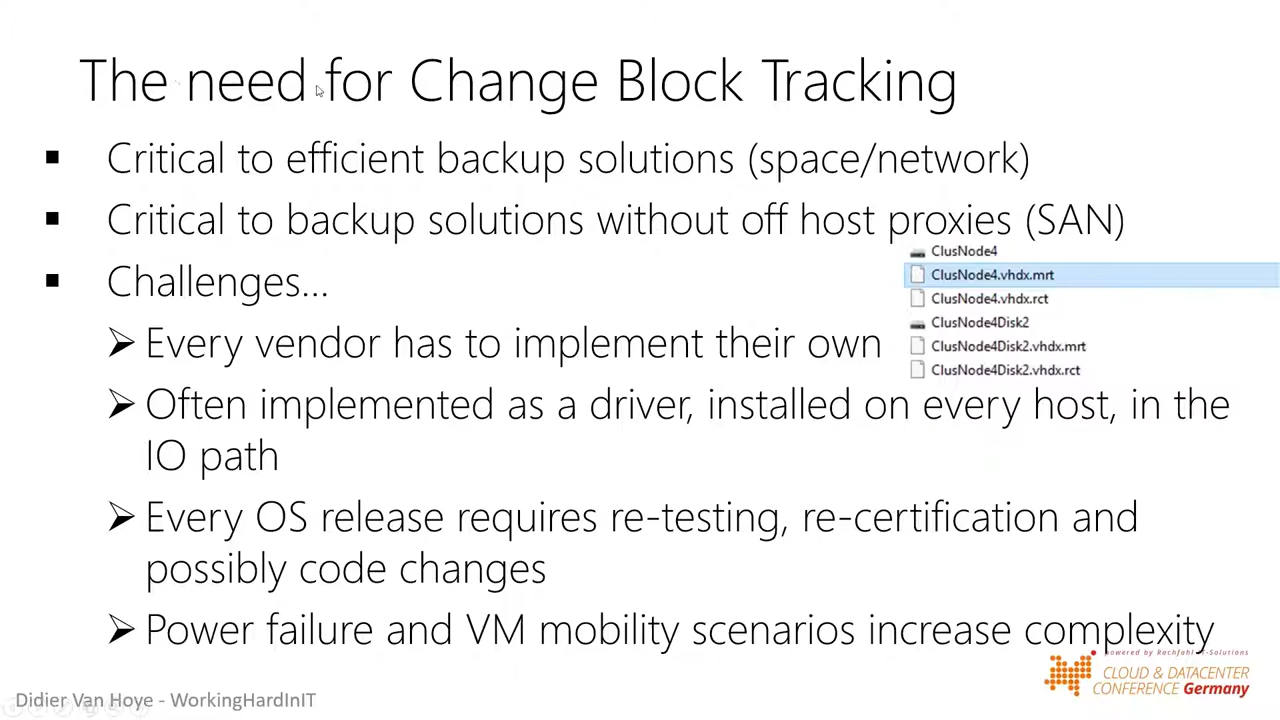 The need for Change Block Tracking
▪ Critical to efficient backup solutions (space/network)
▪ Critical to backup solutions without off host proxies (SAN)
▪ Challenges...
ClusNode4
ClusNode4.vhdx.mrt
ClusNode4.vhdx.rct
ClusNode4Disk2
ClusNode4Disk2.vhdx.mrt
ClusNode4Disk2.vhdx.rct
➢ Every vendor has to implement their own
➢ Often implemented as a driver, installed on every host, in the
IO path
➢ Every OS release requires re-testing, re-certification and
possibly code changes
➢ Power failure and VM mobility scenarios increase complexity
powered by Rachfahl IT-Solutions
CLOUD & DATACENTER
CONFERENCE Germany
Didier Van Hoye - WorkingHardInIT